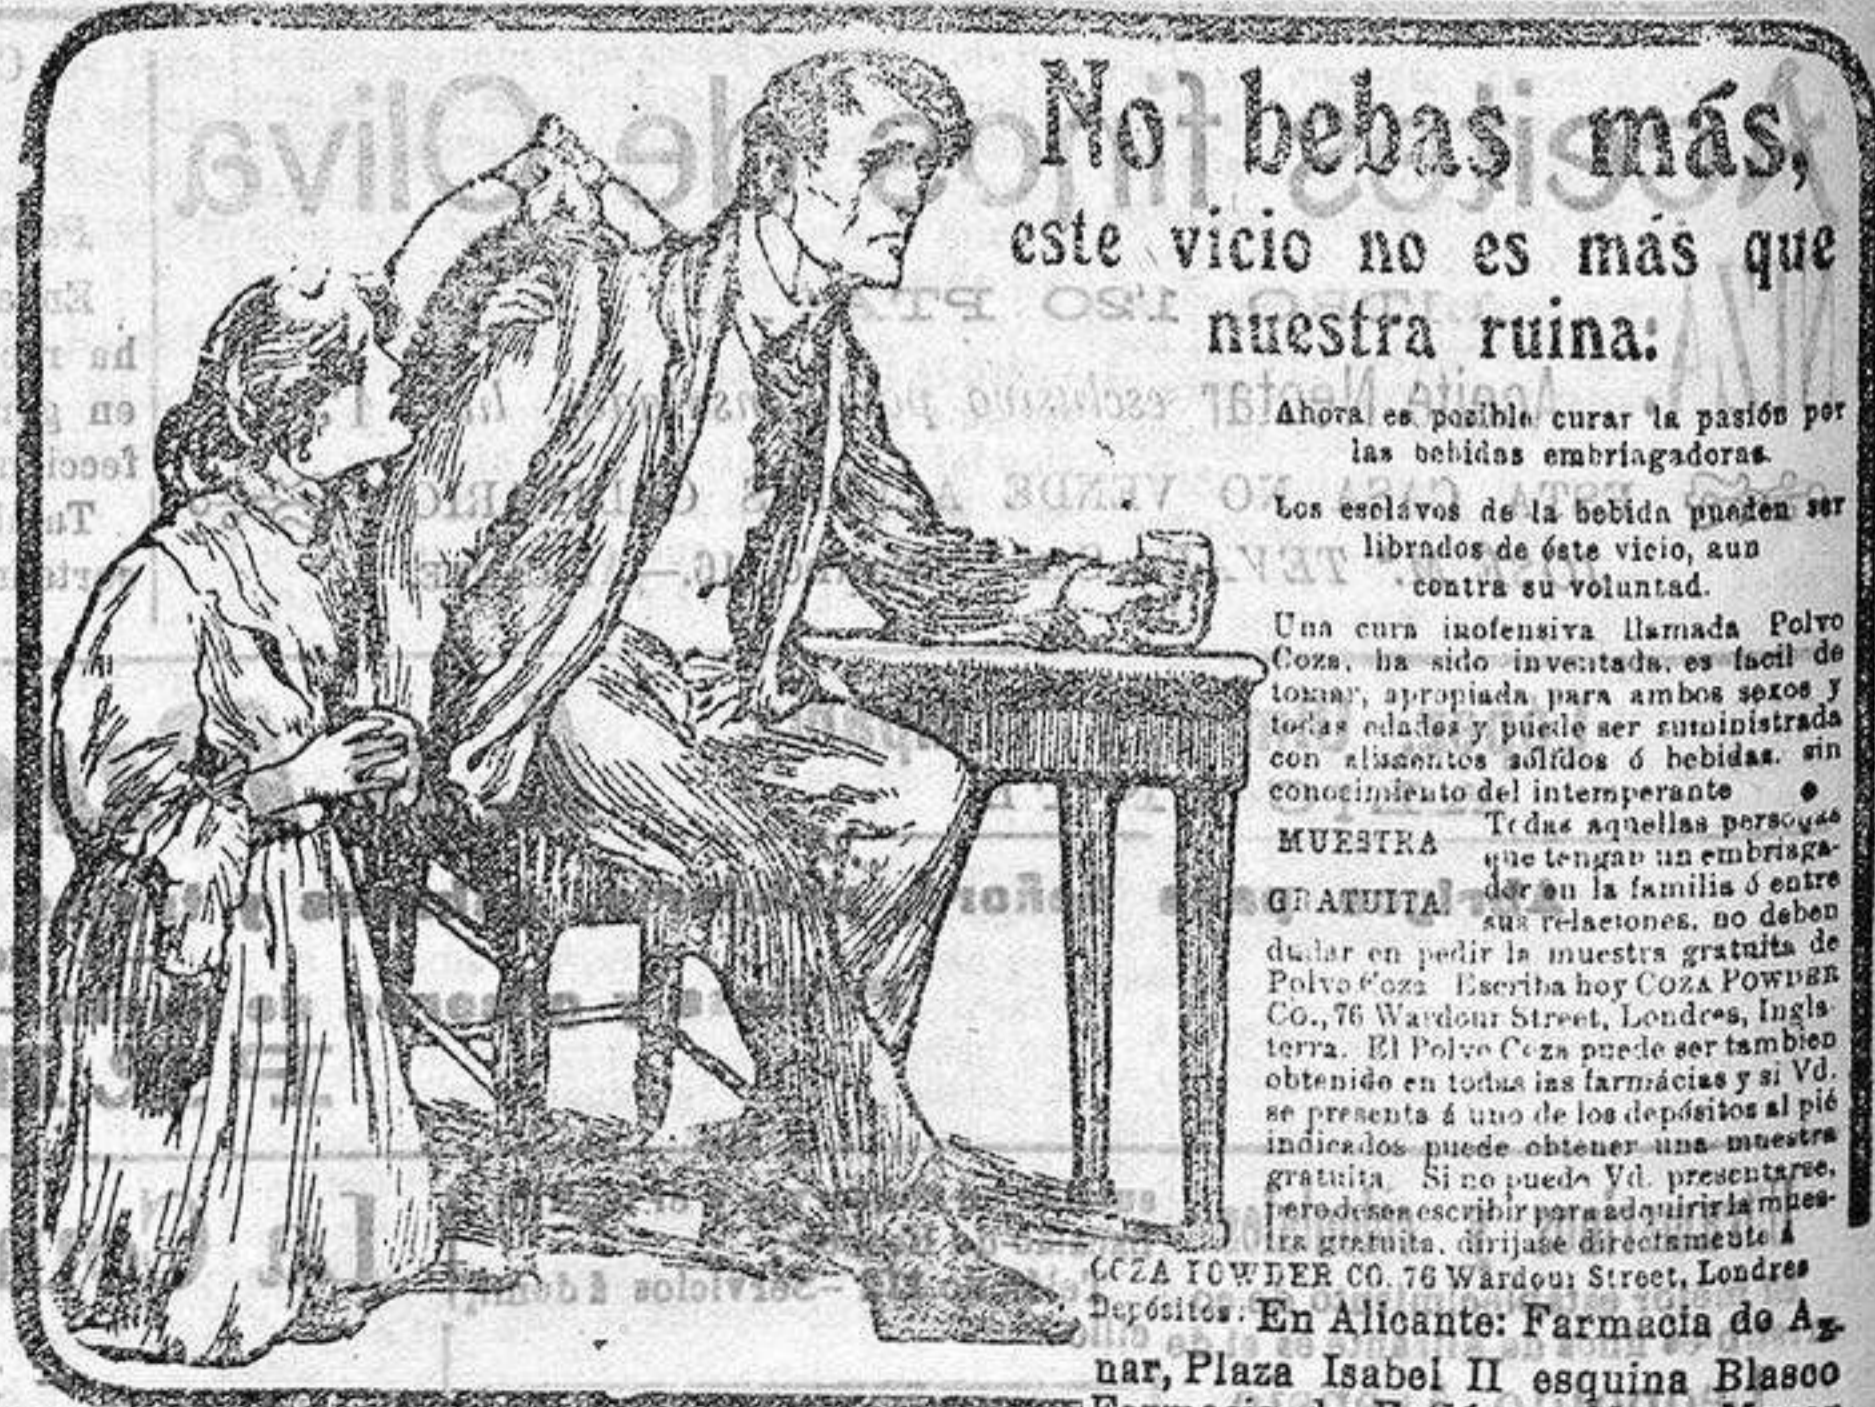 No bebas más,
este vicio no es más que
nuestra ruina:
Ahora es posible curar la pasión por
las bebidas embriagadoras.
Los esclavos de la bebida pueden ser
librados de éste vicio, aun
contra su voluntad.
Una cura inofensiva llamada Polvo
Coza, ha sido inventada, es facil de
tomar, apropiada para ambos sexos y
todas edades y puede ser suministrada
con alimentos sólidos ó bebidas, sin
conocimiento del intemperante
MUESTRA
GRATUITA
Todas aquellas personas
que tengan un embriaga-
dor en la familia ó entre
sus relaciones, no deben
dudar en pedir la muestra gratuita de
Polvo Coza Escriba hoy COZA POWDER
CO., 76 Wardour Street, Londres, Ingla-
terra. El Polvo Coza puede ser tambien
obtenido en todas las farmácias y si Vd.
se presenta á uno de los depósitos al pié
indicados puede obtener una muestra
gratuita. Si no puede Vd. presentarse,
pero desea escribir para adquirir la mues-
tra gratuita, dirijase directamente á
COZA POWDER CO. 76 Wardour Street, Londres
Depósitos: En Alicante: Farmacia de Az-
nar, Plaza Isabel II esquina Blasco